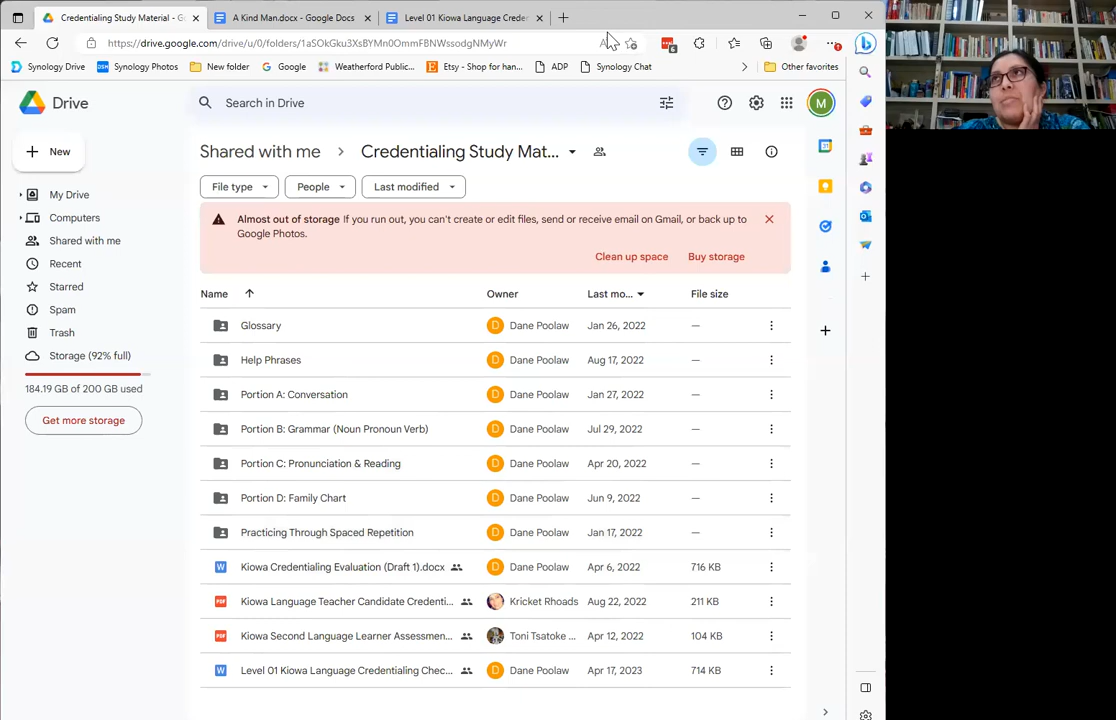 Credentialing Study Material - G
A Kind Man.docx - Google Docs
Level 01 Kiowa Language Creder
https://drive.google.com/drive/u/0/folders/1aSOkGku3XsBYMn0OmmFBNWssodgNMyWr
Synology Drive
Synology Photos
New folder
Google
Weatherford Public...
Etsy - Shop for han...
ADP
Synology Chat
Other favorites
Drive
Search in Drive
M
New
Shared with me
Credentialing Study Mat...
File type
People
Last modified
My Drive
Computers
Shared with me
Recent
Starred
Spam
Trash
Storage (92% full)
184.19 GB of 200 GB used
Get more storage
Almost out of storage If you run out, you can't create or edit files, send or receive email on Gmail, or back up to
Google Photos.
Clean up space Buy storage
Name Owner Last mo... File size
Glossary D Dane Poolaw Jan 26, 2022 —
Help Phrases D Dane Poolaw Aug 17, 2022 —
Portion A: Conversation D Dane Poolaw Jan 27, 2022 —
Portion B: Grammar (Noun Pronoun Verb) D Dane Poolaw Jul 29, 2022 —
Portion C: Pronunciation & Reading D Dane Poolaw Apr 20, 2022 —
Portion D: Family Chart D Dane Poolaw Jun 9, 2022 —
Practicing Through Spaced Repetition D Dane Poolaw Jan 17, 2022 —
W Kiowa Credentialing Evaluation (Draft 1).docx D Dane Poolaw Apr 6, 2022 716 KB
PDF Kiowa Language Teacher Candidate Credenti... Kricket Rhoads Aug 22, 2022 211 KB
PDF Kiowa Second Language Learner Assessmen... Toni Tsatoke ... Apr 12, 2022 104 KB
W Level 01 Kiowa Language Credentialing Chec... D Dane Poolaw Apr 17, 2023 714 KB